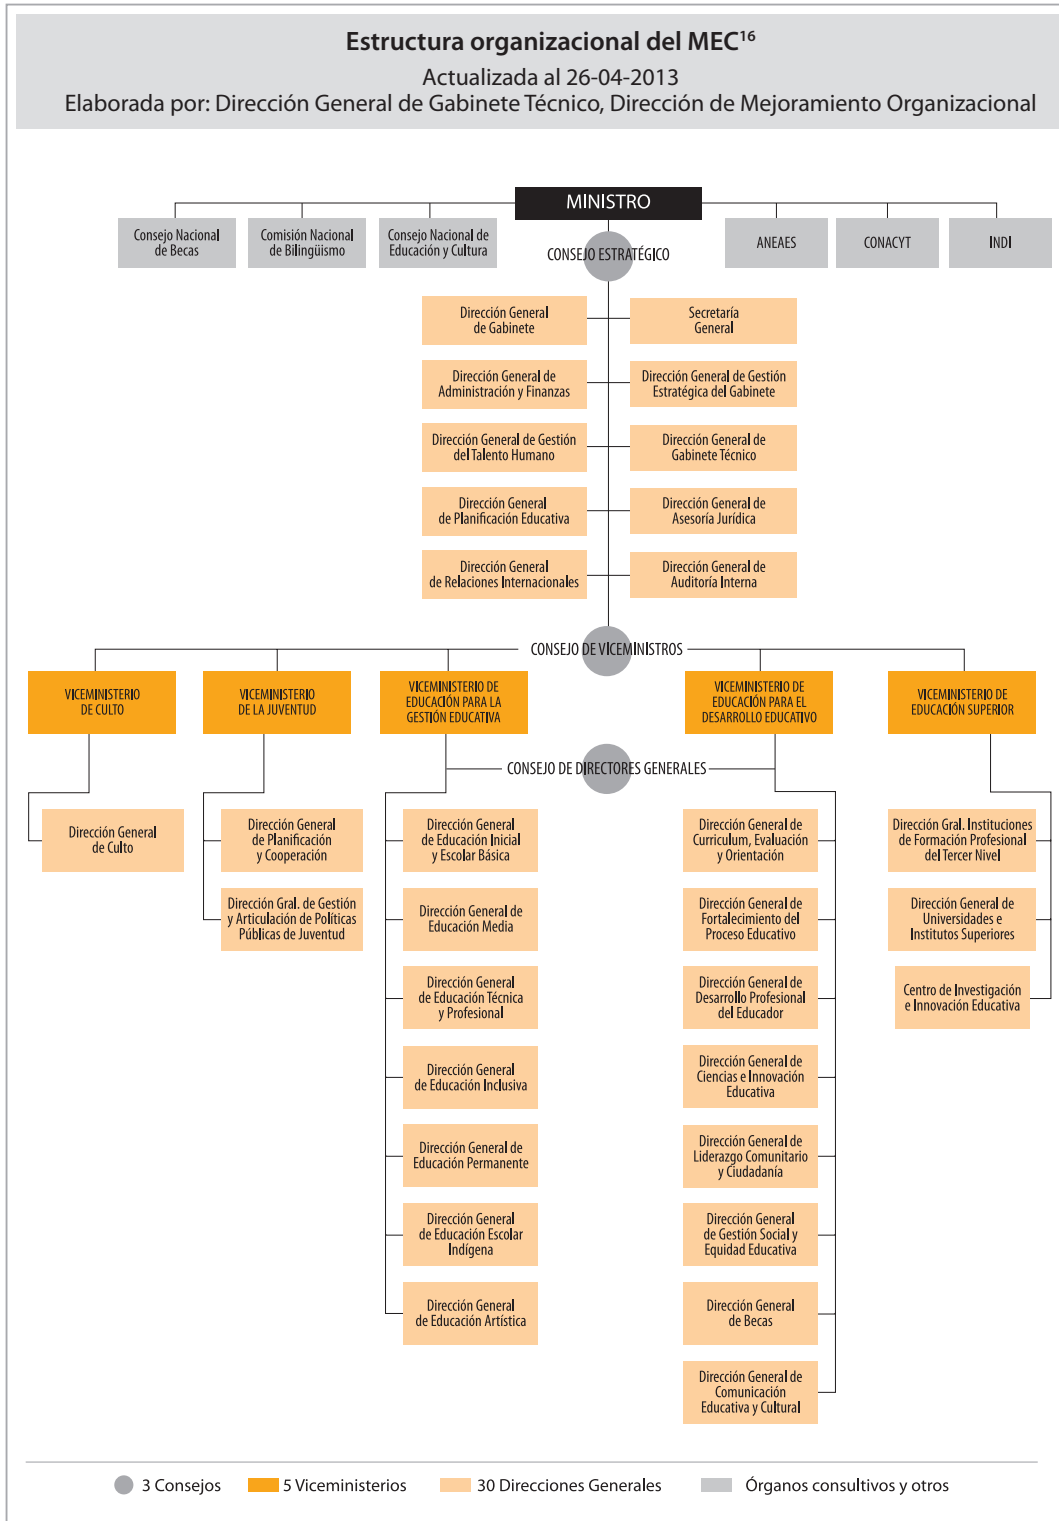 Estructura organizacional del MEC16
Actualizada al 26-04-2013
Elaborada por: Dirección General de Gabinete Técnico, Dirección de Mejoramiento Organizacional
MINISTRO
Consejo Nacional
de Becas
Comisión Nacional
de Bilingüismo
Consejo Nacional de
Educación y Cultura
ANEAES
CONACYT
INDI
CONSEJO ESTRATÉGICO
Dirección General
de Gabinete
Secretaría
General
Dirección General de
Administración y Finanzas
Dirección General de Gestión
Estratégica del Gabinete
Dirección General de Gestión
del Talento Humano
Dirección General de
Gabinete Técnico
Dirección General
de Planificación Educativa
Dirección General de
Asesoría Jurídica
Dirección General
de Relaciones Internacionales
Dirección General de
Auditoría Interna
CONSEJO DE VICEMINISTROS
VICEMINISTERIO
DE CULTO
VICEMINISTERIO
DE LA JUVENTUD
VICEMINISTERIO DE
EDUCACIÓN PARA LA
GESTIÓN EDUCATIVA
VICEMINISTERIO DE
EDUCACIÓN PARA EL
DESARROLLO EDUCATIVO
VICEMINISTERIO DE
EDUCACIÓN SUPERIOR
CONSEJO DE DIRECTORES GENERALES
Dirección General
de Culto
Dirección General
de Planificación
y Cooperación
Dirección Gral. de Gestión
y Articulación de Políticas
Públicas de Juventud
Dirección General
de Educación Inicial
y Escolar Básica
Dirección General de
Educación Media
Dirección General
de Educación Técnica
y Profesional
Dirección General
de Educación Inclusiva
Dirección General de
Educación Permanente
Dirección General
de Educación Escolar
Indígena
Dirección General
de Educación Artística
Dirección General de
Curriculum, Evaluación
y Orientación
Dirección General de
Fortalecimiento del
Proceso Educativo
Dirección General de
Desarrollo Profesional
del Educador
Dirección General de
Ciencias e Innovación
Educativa
Dirección General de
Liderazgo Comunitario
y Ciudadanía
Dirección General
de Gestión Social y
Equidad Educativa
Dirección General
de Becas
Dirección General de
Comunicación
Educativa y Cultural
Dirección Gral. Instituciones
de Formación Profesional
del Tercer Nivel
Dirección General de
Universidades e
Institutos Superiores
Centro de Investigación
e Innovación Educativa
3 Consejos
5 Viceministerios
30 Direcciones Generales
Órganos consultivos y otros